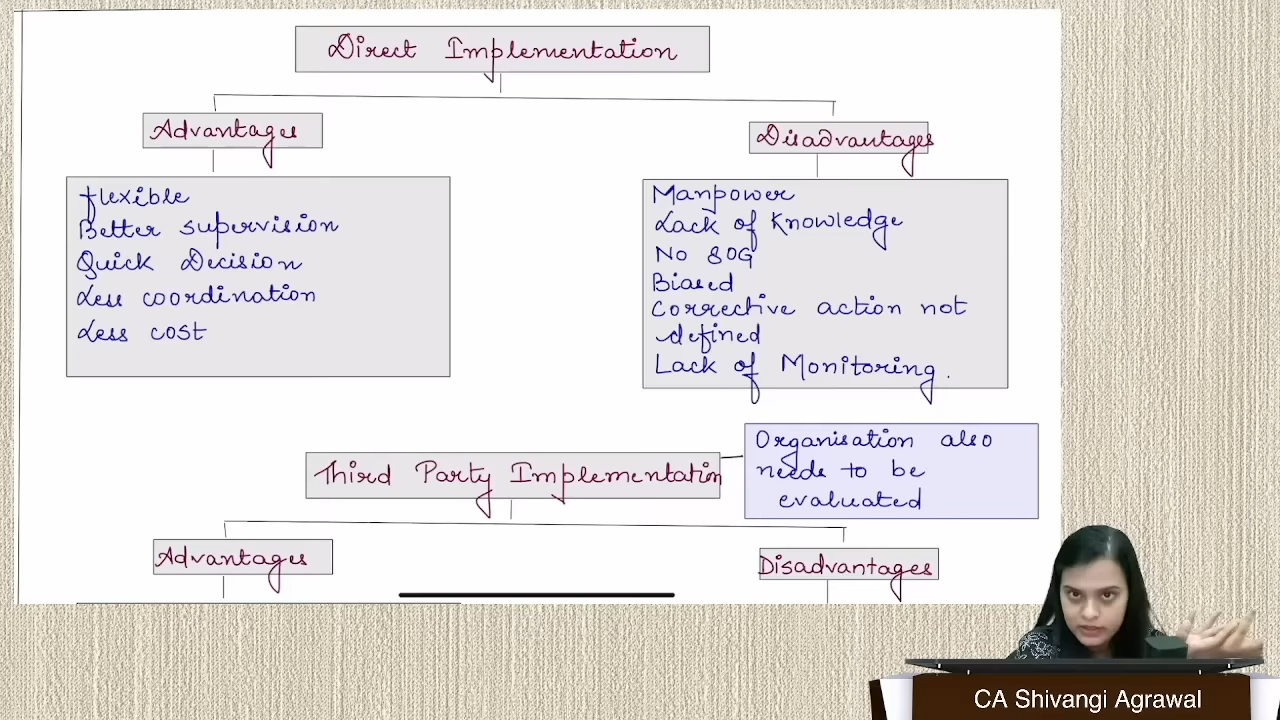 Direct Implementation
Advantages
Disadvantages
flexible
Better supervision
Quick Decision
Less coordination
Less cost
Manpower
Lack of Knowledge
No SOG
Biased
corrective action not
defined
Lack of Monitoring.
Third Party Implementation
Organisation also
needs to be
evaluated
Advantages
Disadvantages
CA Shivangi Agrawal